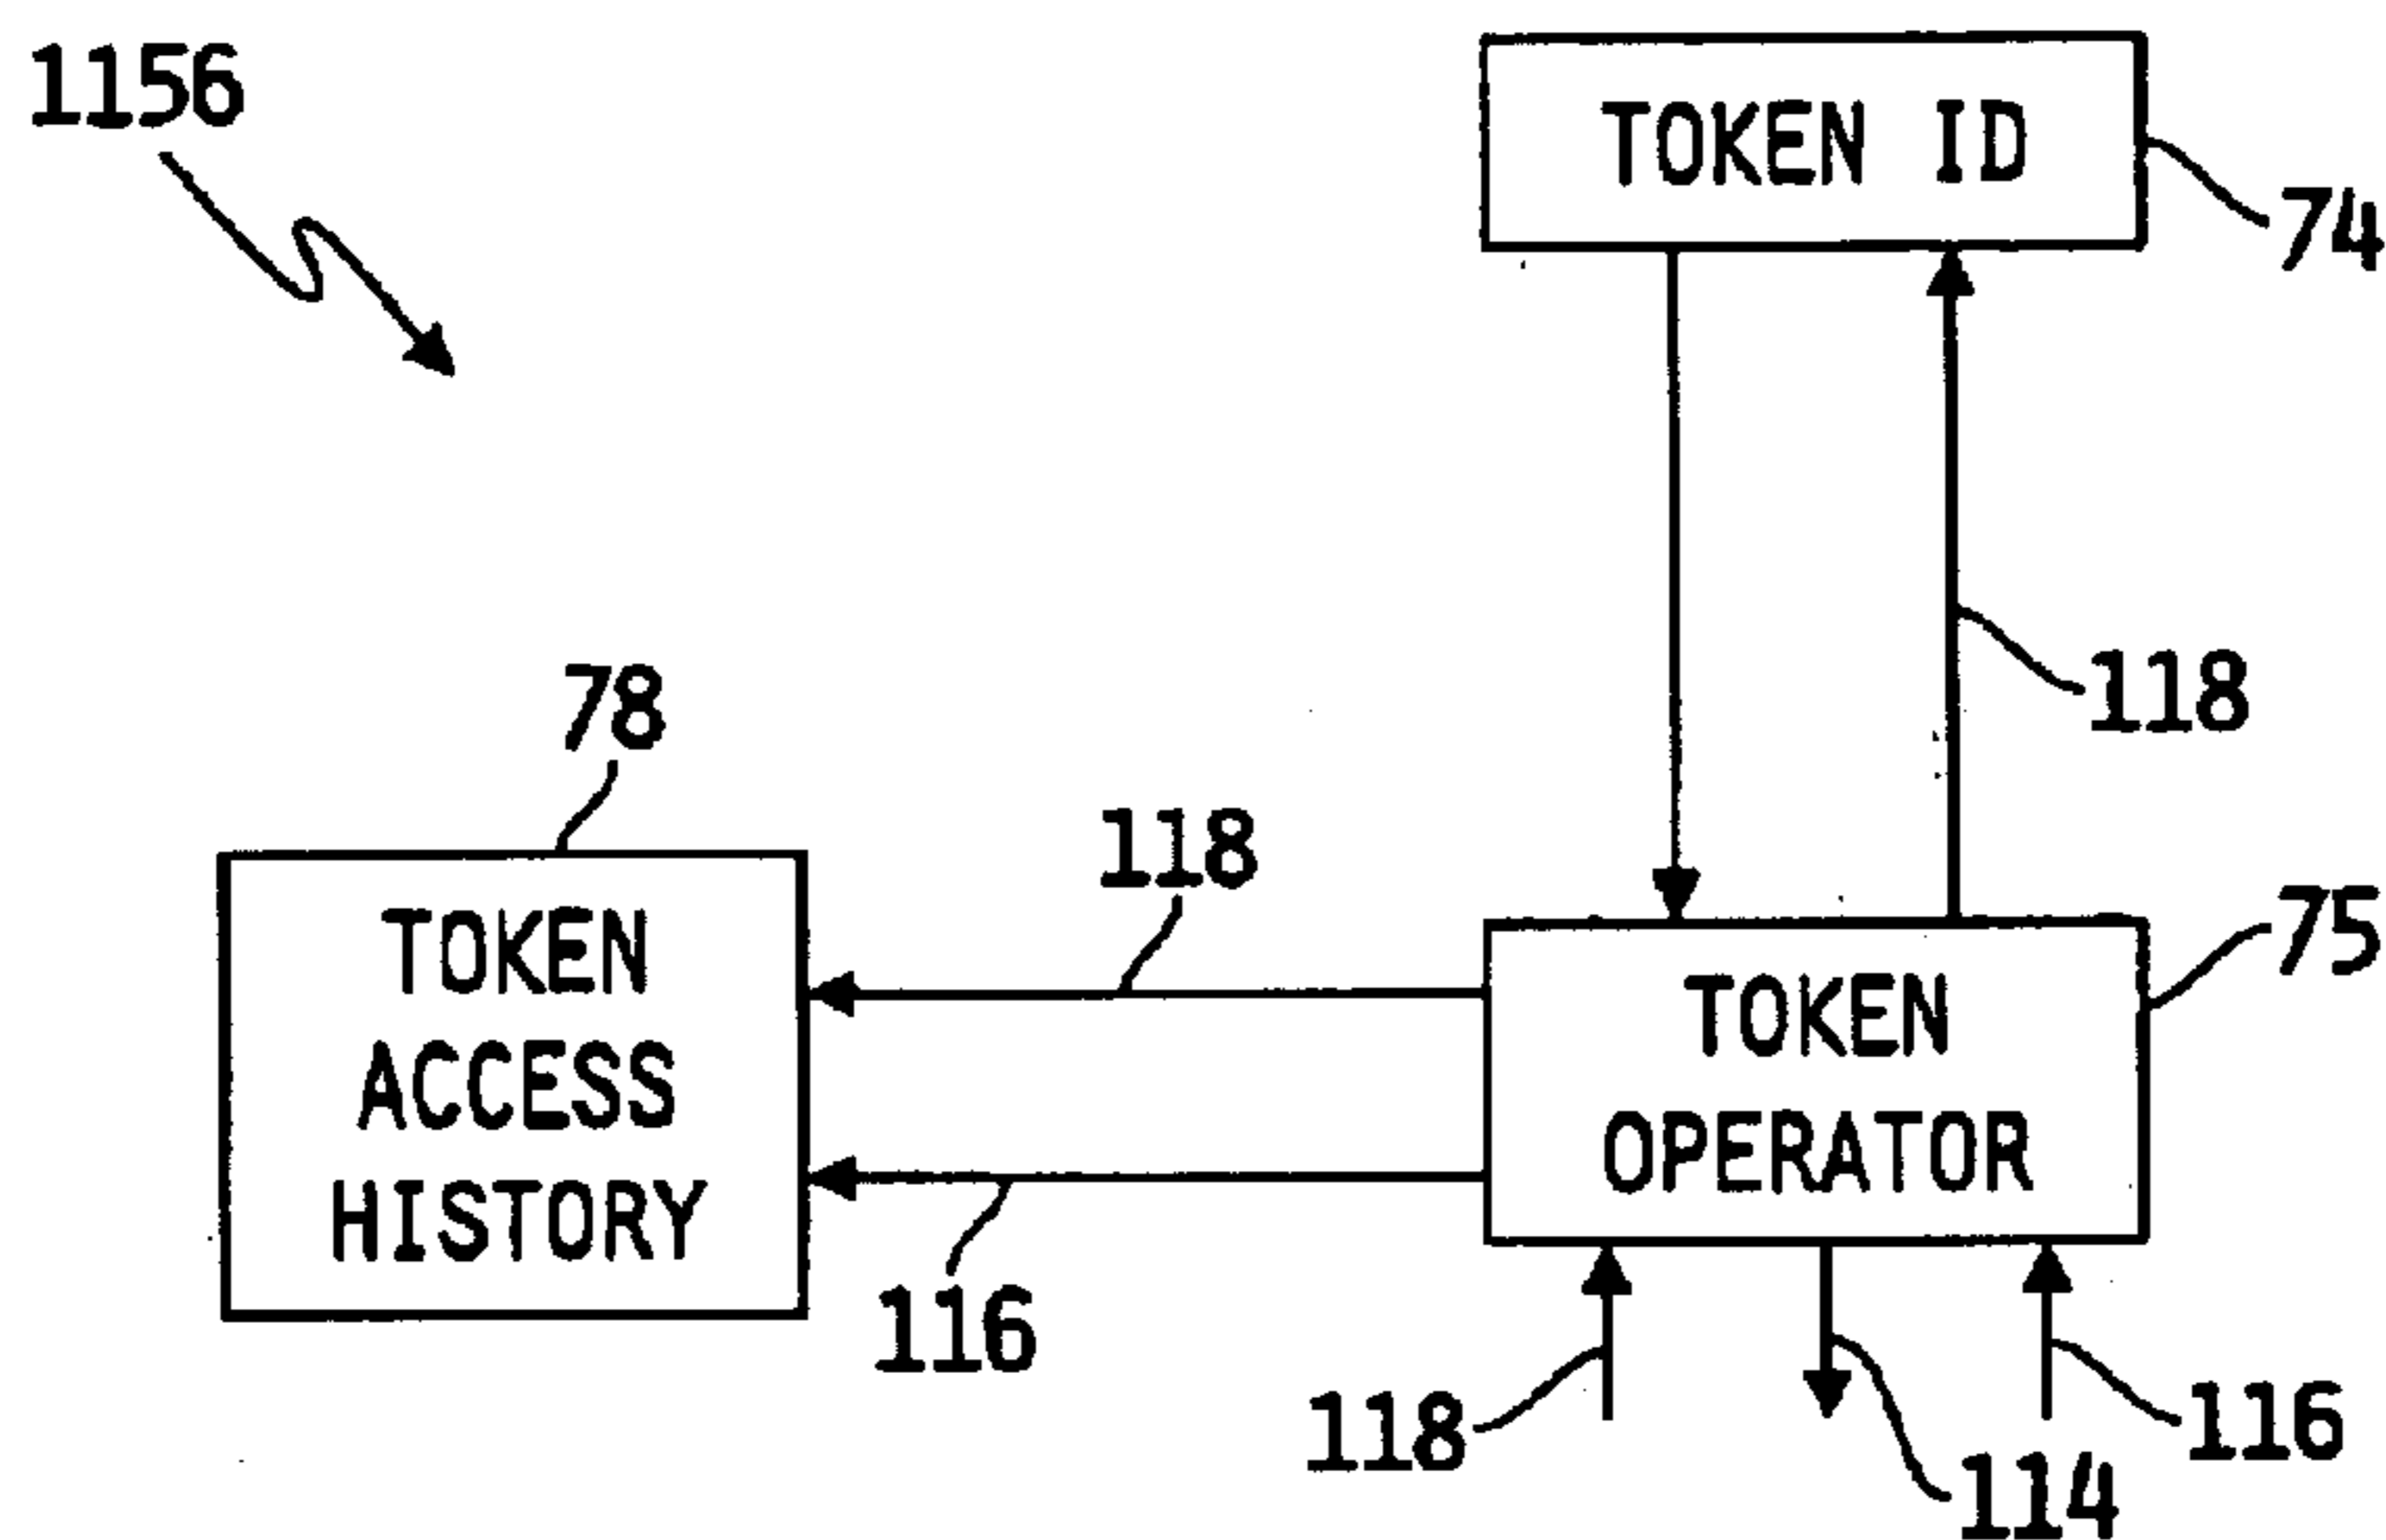 1156
TOKEN ID
74
118
78
118
75
TOKEN
ACCESS
HISTORY
TOKEN
OPERATOR
116
118
114
116